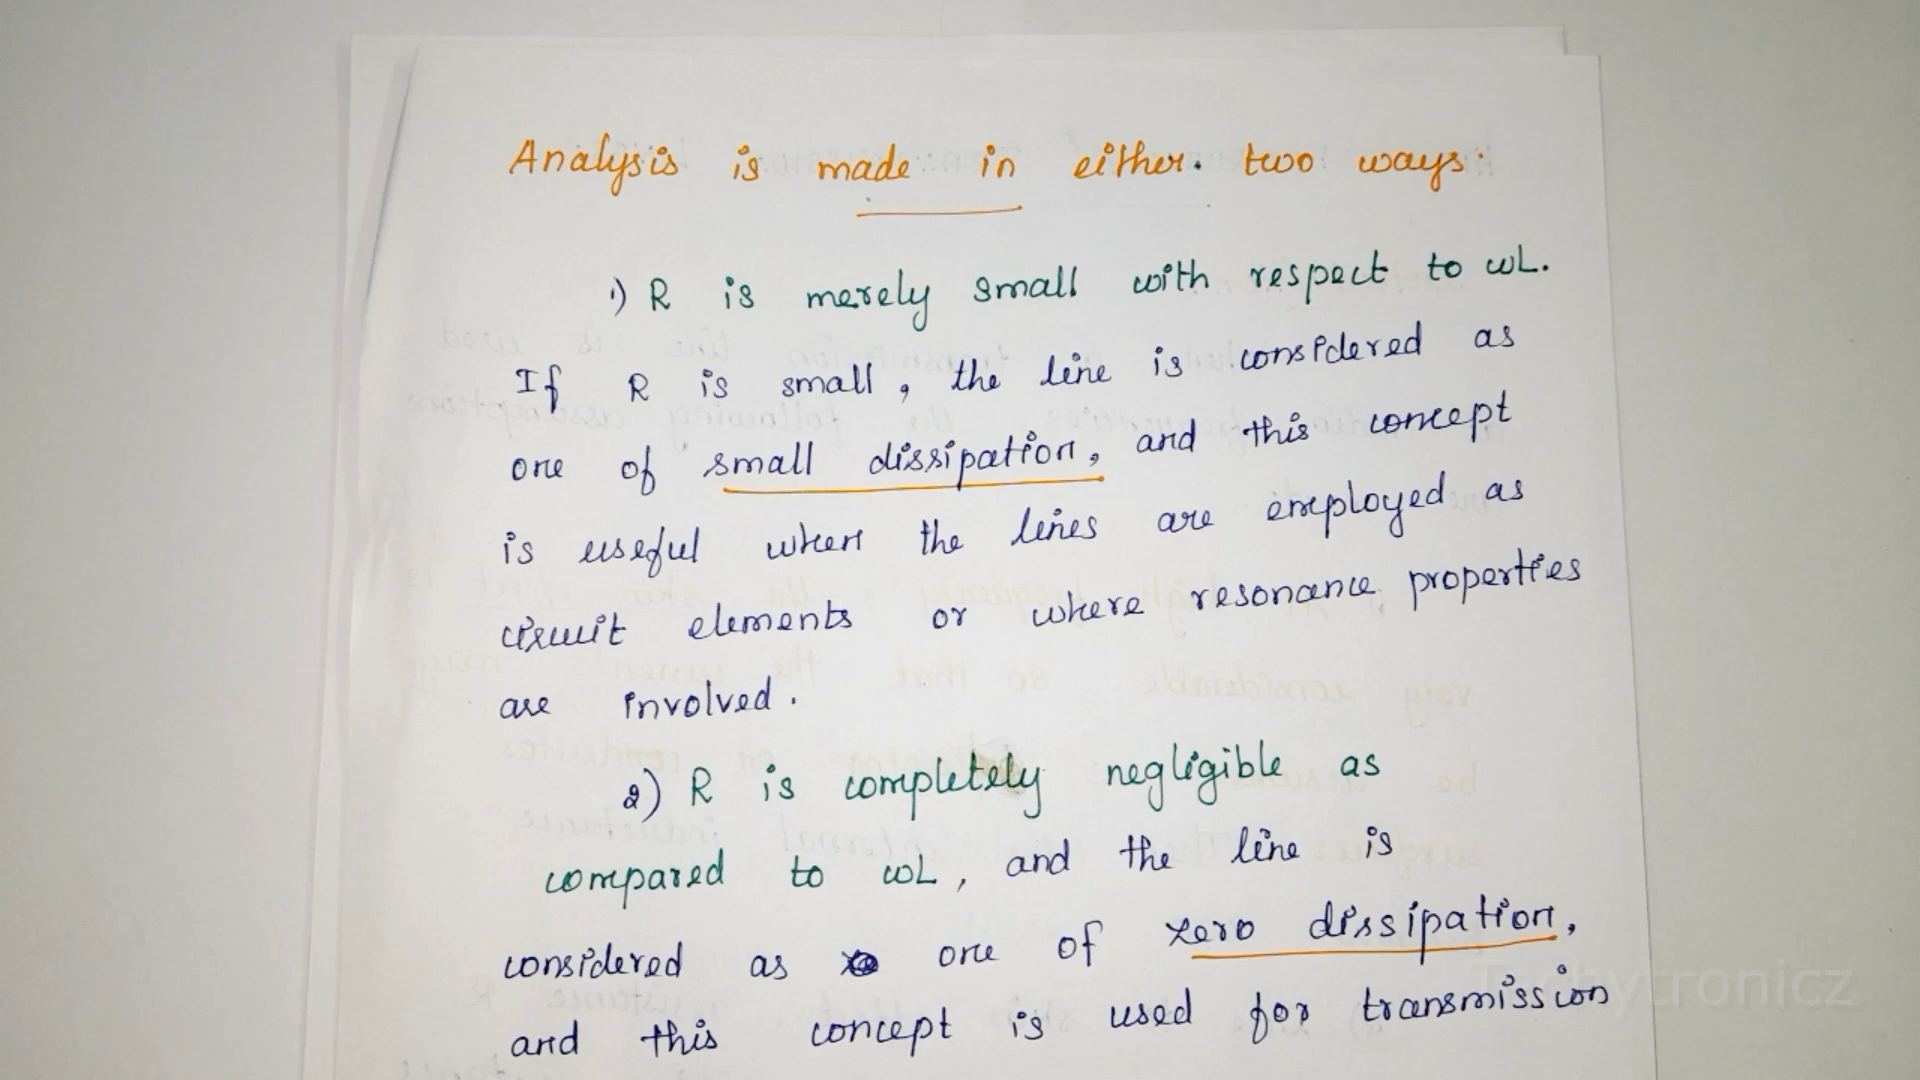 Analysis is made in either. two ways.
1) R is merely small with respect to ωL.
If R is small, the line is considered as
one of small dissipation, and this concept
is useful when the lines are employed as
circuit elements or where resonance properties
are involved.
2) R is completely negligible as
compared to ωL, and the line is
considered as one of zero dissipation,
and this concept is used for transmission
Techytronicz